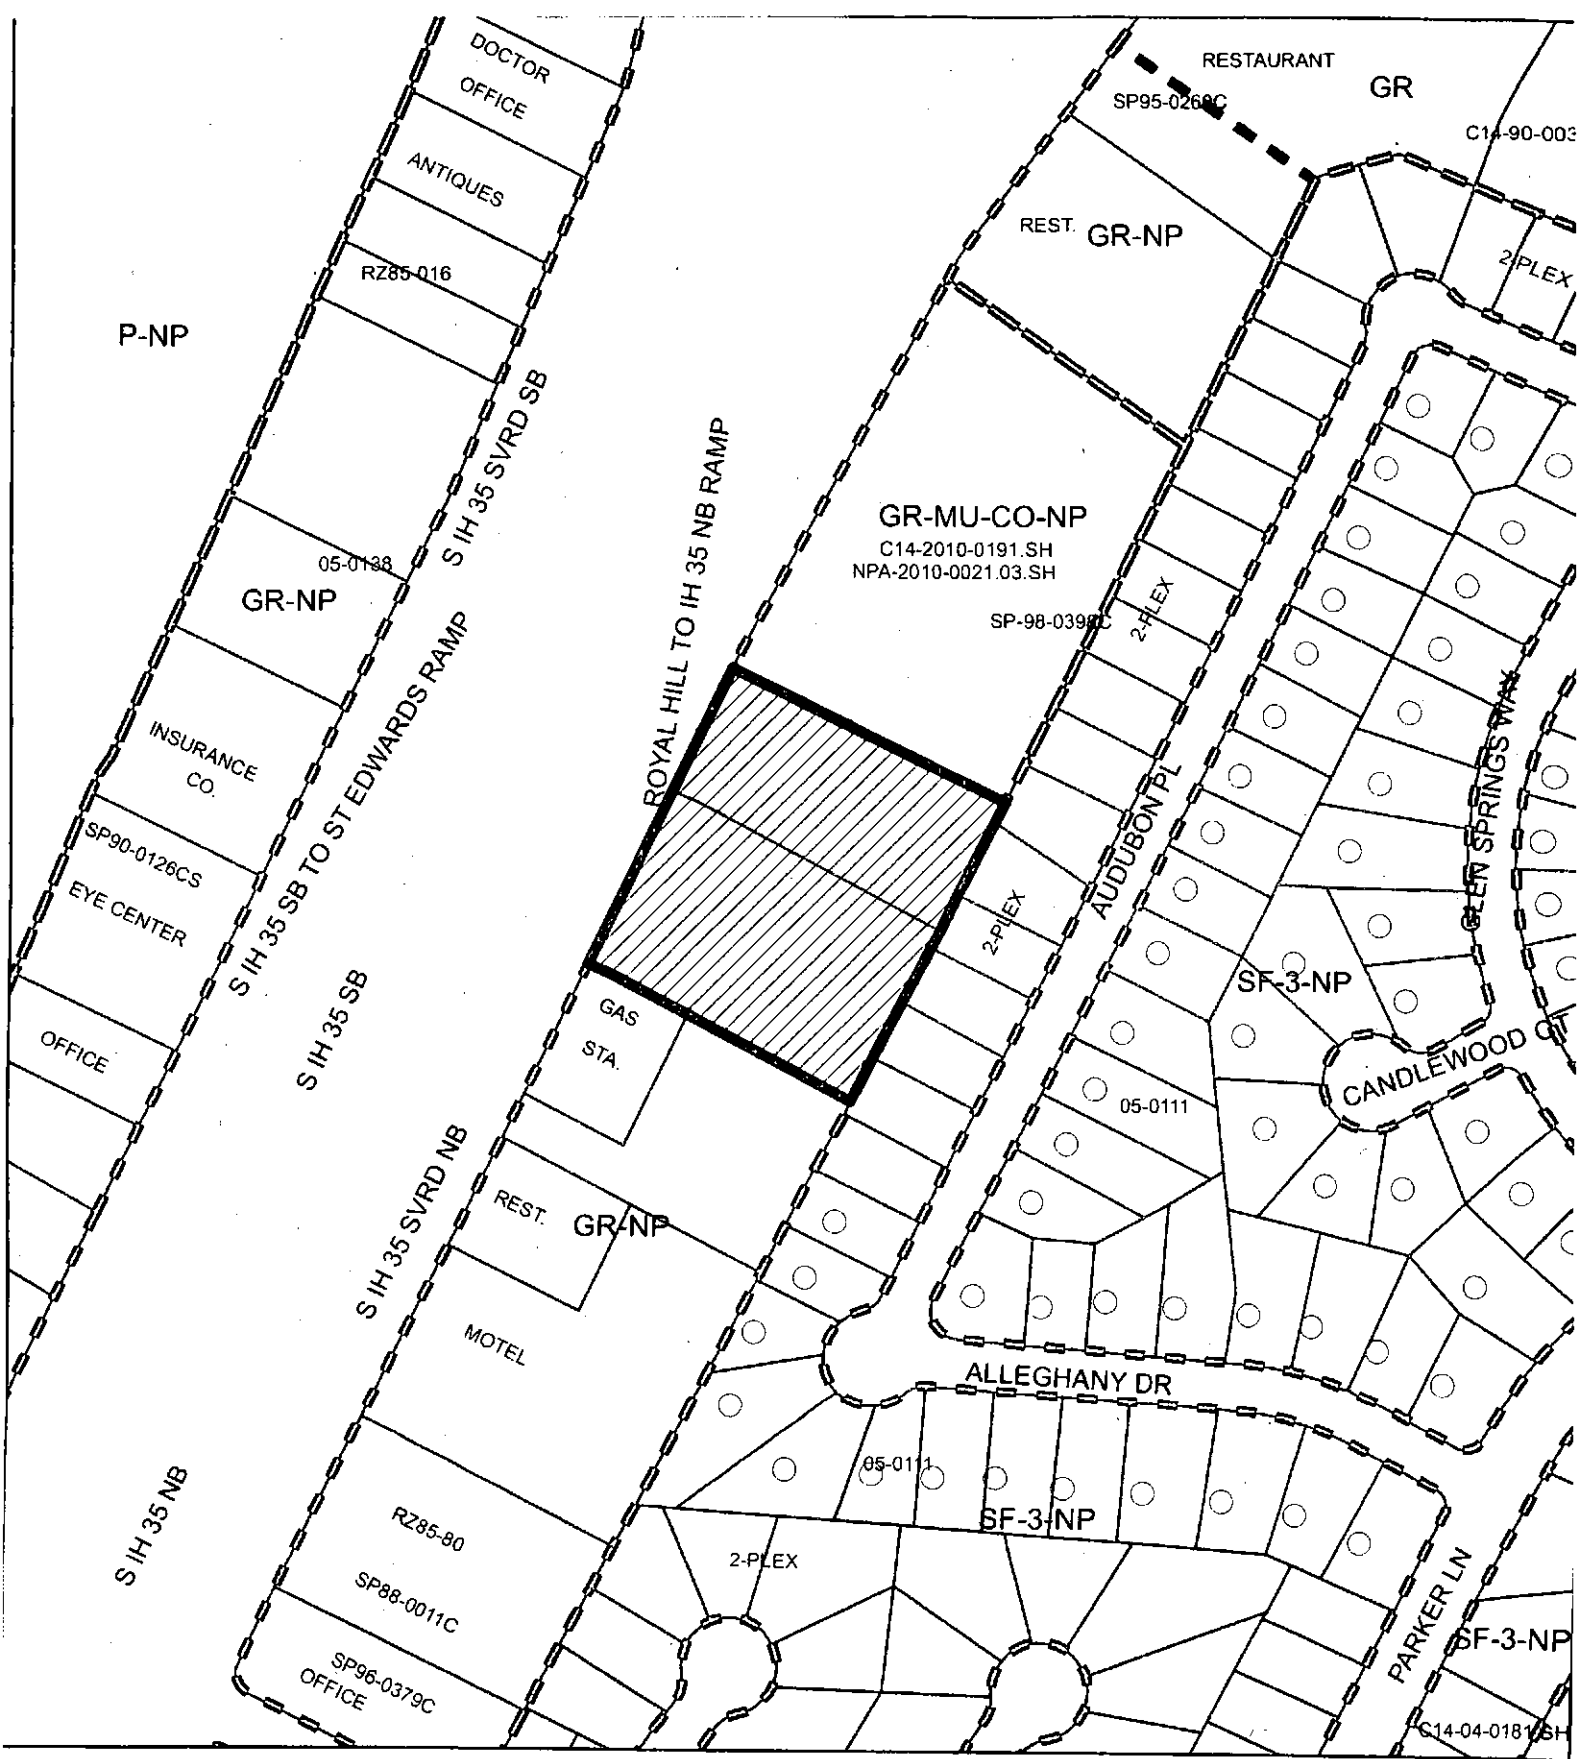 DOCTOR
OFFICE
RESTAURANT
GR
SP95-0269C
C14-90-003
ANTIQUES
REST.
GR-NP
2-PLEX
RZ85-016
P-NP
S IH 35 SVRD SB
ROYAL HILL TO IH 35 NB RAMP
GR-MU-CO-NP
C14-2010-0191.SH
NPA-2010-0021.03.SH
05-0138
GR-NP
SP-98-0398C
2-PLEX
S IH 35 SB TO ST EDWARDS RAMP
INSURANCE
CO.
GLEN SPRINGS WAY
AUDUBON PL
SP90-0126CS
EYE CENTER
2-PLEX
SF-3-NP
S IH 35 SB
GAS
STA.
OFFICE
CANDLEWOOD CT
05-0111
S IH 35 SVRD NB
REST.
GR-NP
MOTEL
ALLEGHANY DR
05-0111
S IH 35 NB
RZ85-80
SF-3-NP
2-PLEX
SP88-0011C
PARKER LN
SF-3-NP
SP96-0379C
OFFICE
C14-04-0181.SH